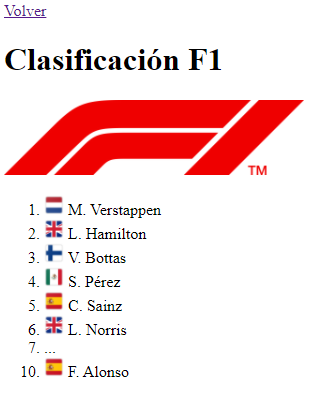 Volver
Clasificación F1
F1 TM
1. M. Verstappen
2. L. Hamilton
3. V. Bottas
4. S. Pérez
5. C. Sainz
6. L. Norris
7. ...
10. F. Alonso